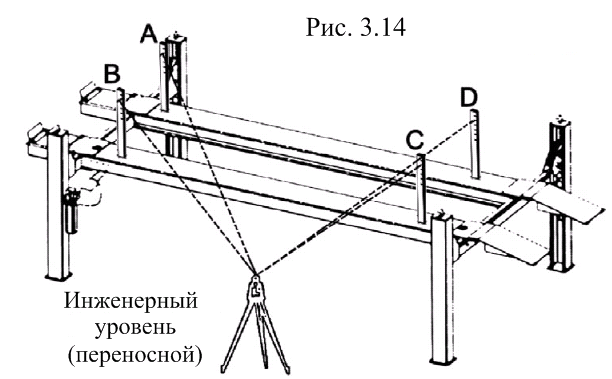 Рис. 3.14
A
B
D
C
Инженерный
уровень
(переносной)